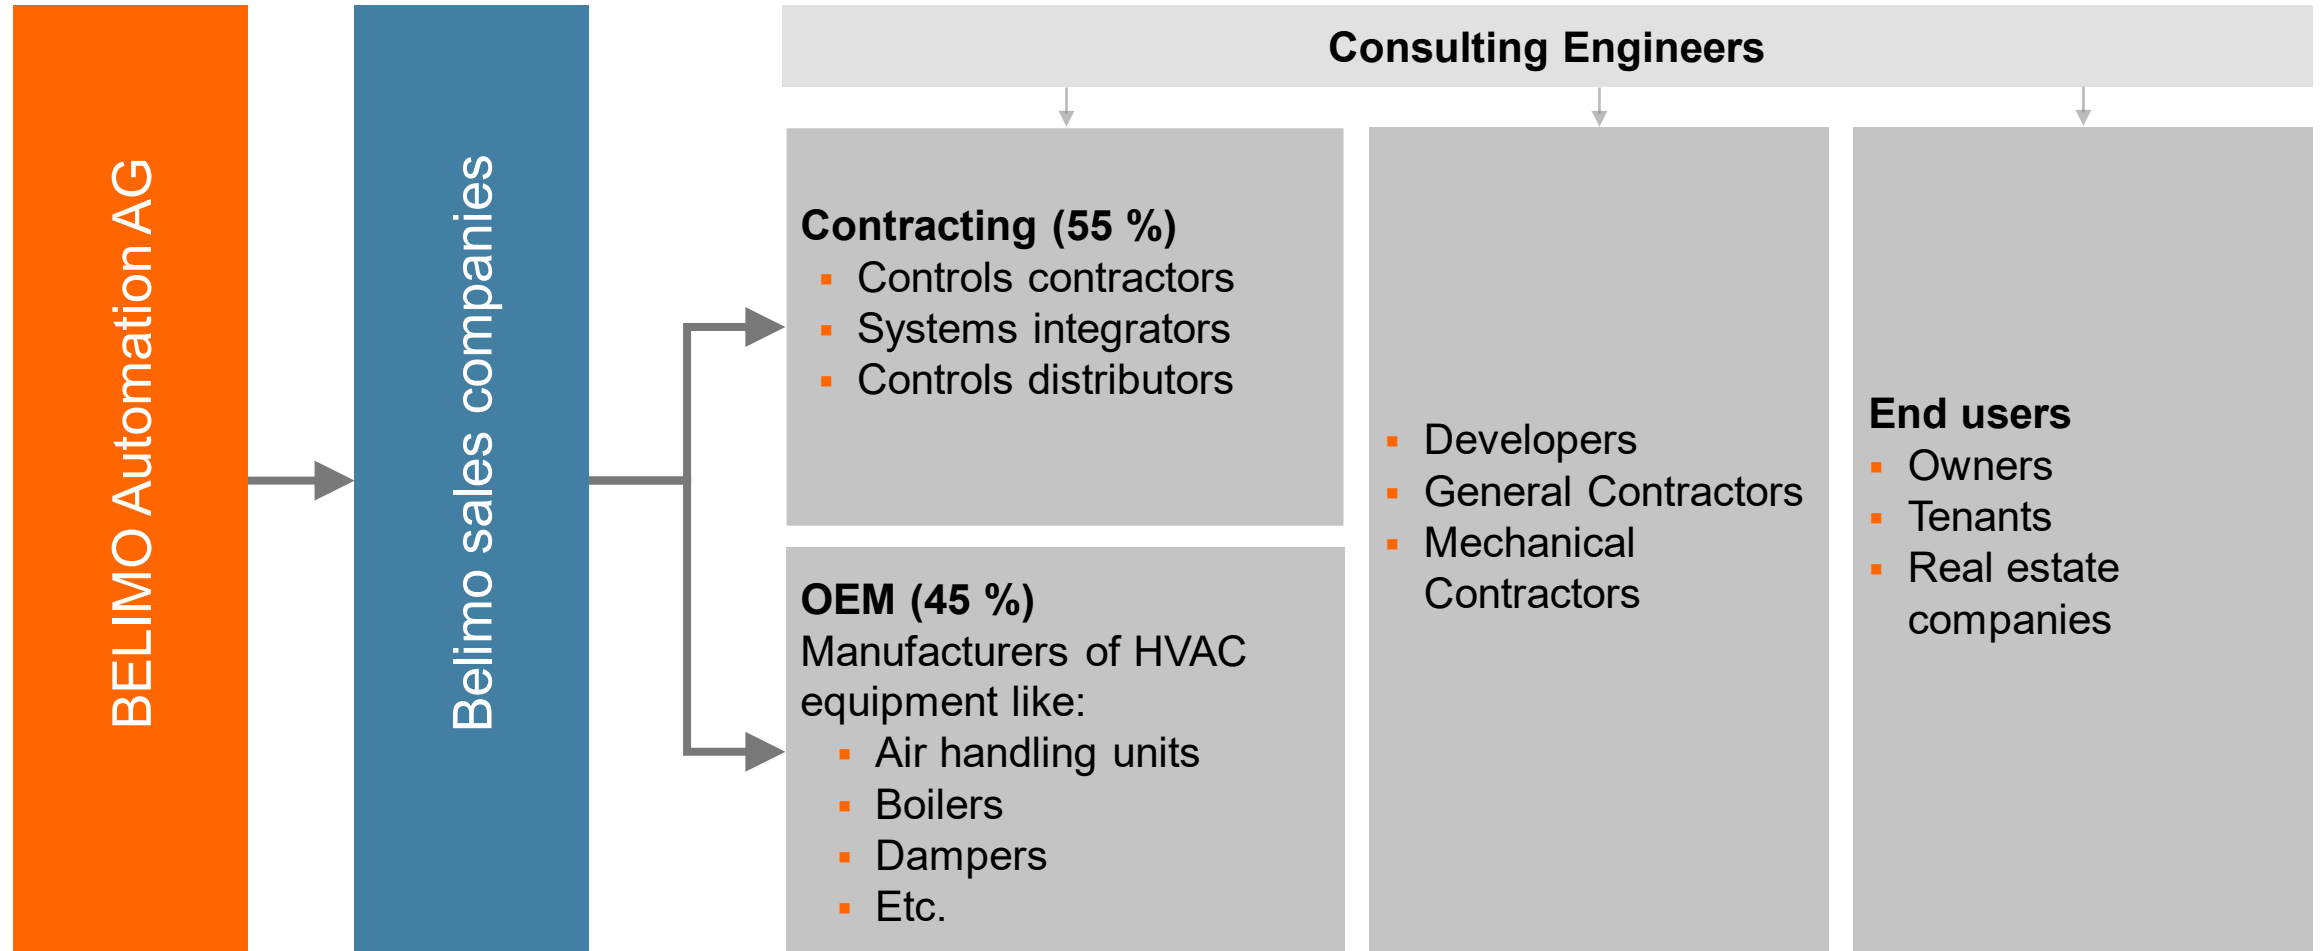 BELIMO Automation AG
Belimo sales companies
Consulting Engineers
Contracting (55 %)
Controls contractors
Systems integrators
Controls distributors
OEM (45 %)
Manufacturers of HVAC
equipment like:
Air handling units
Boilers
Dampers
Etc.
Developers
General Contractors
Mechanical
Contractors
End users
Owners
Tenants
Real estate
companies